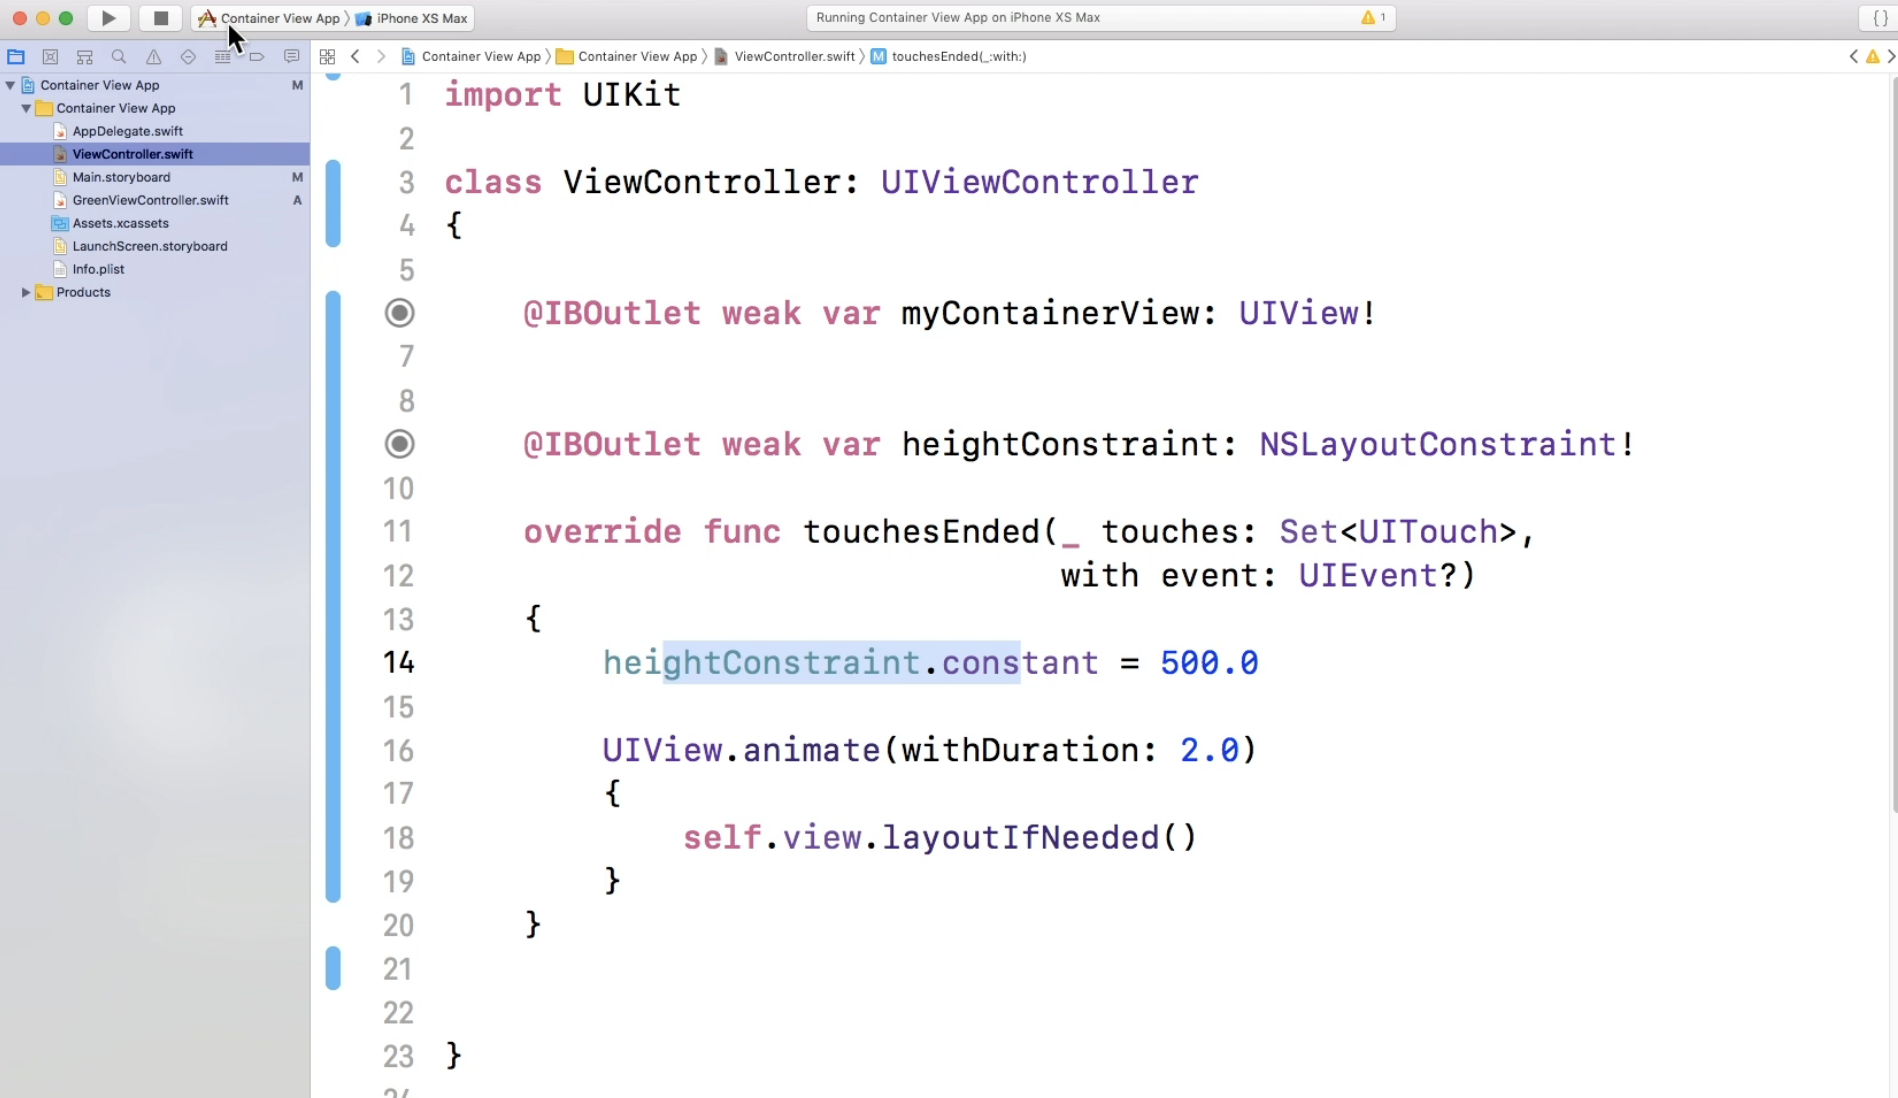 Container View App 〉 iPhone XS Max
Running Container View App on iPhone XS Max
1
{ }
Container View App 〉 Container View App 〉 ViewController.swift 〉 M touchesEnded(_:with:)
Container View App M
Container View App
AppDelegate.swift
ViewController.swift
Main.storyboard M
GreenViewController.swift A
Assets.xcassets
LaunchScreen.storyboard
Info.plist
Products
1 import UIKit
2
3 class ViewController: UIViewController
4 {
5
@IBOutlet weak var myContainerView: UIView!
7
8
@IBOutlet weak var heightConstraint: NSLayoutConstraint!
10
11 override func touchesEnded(_ touches: Set<UITouch>,
12 with event: UIEvent?)
13 {
14 heightConstraint.constant = 500.0
15
16 UIView.animate(withDuration: 2.0)
17 {
18 self.view.layoutIfNeeded()
19 }
20 }
21
22
23 }